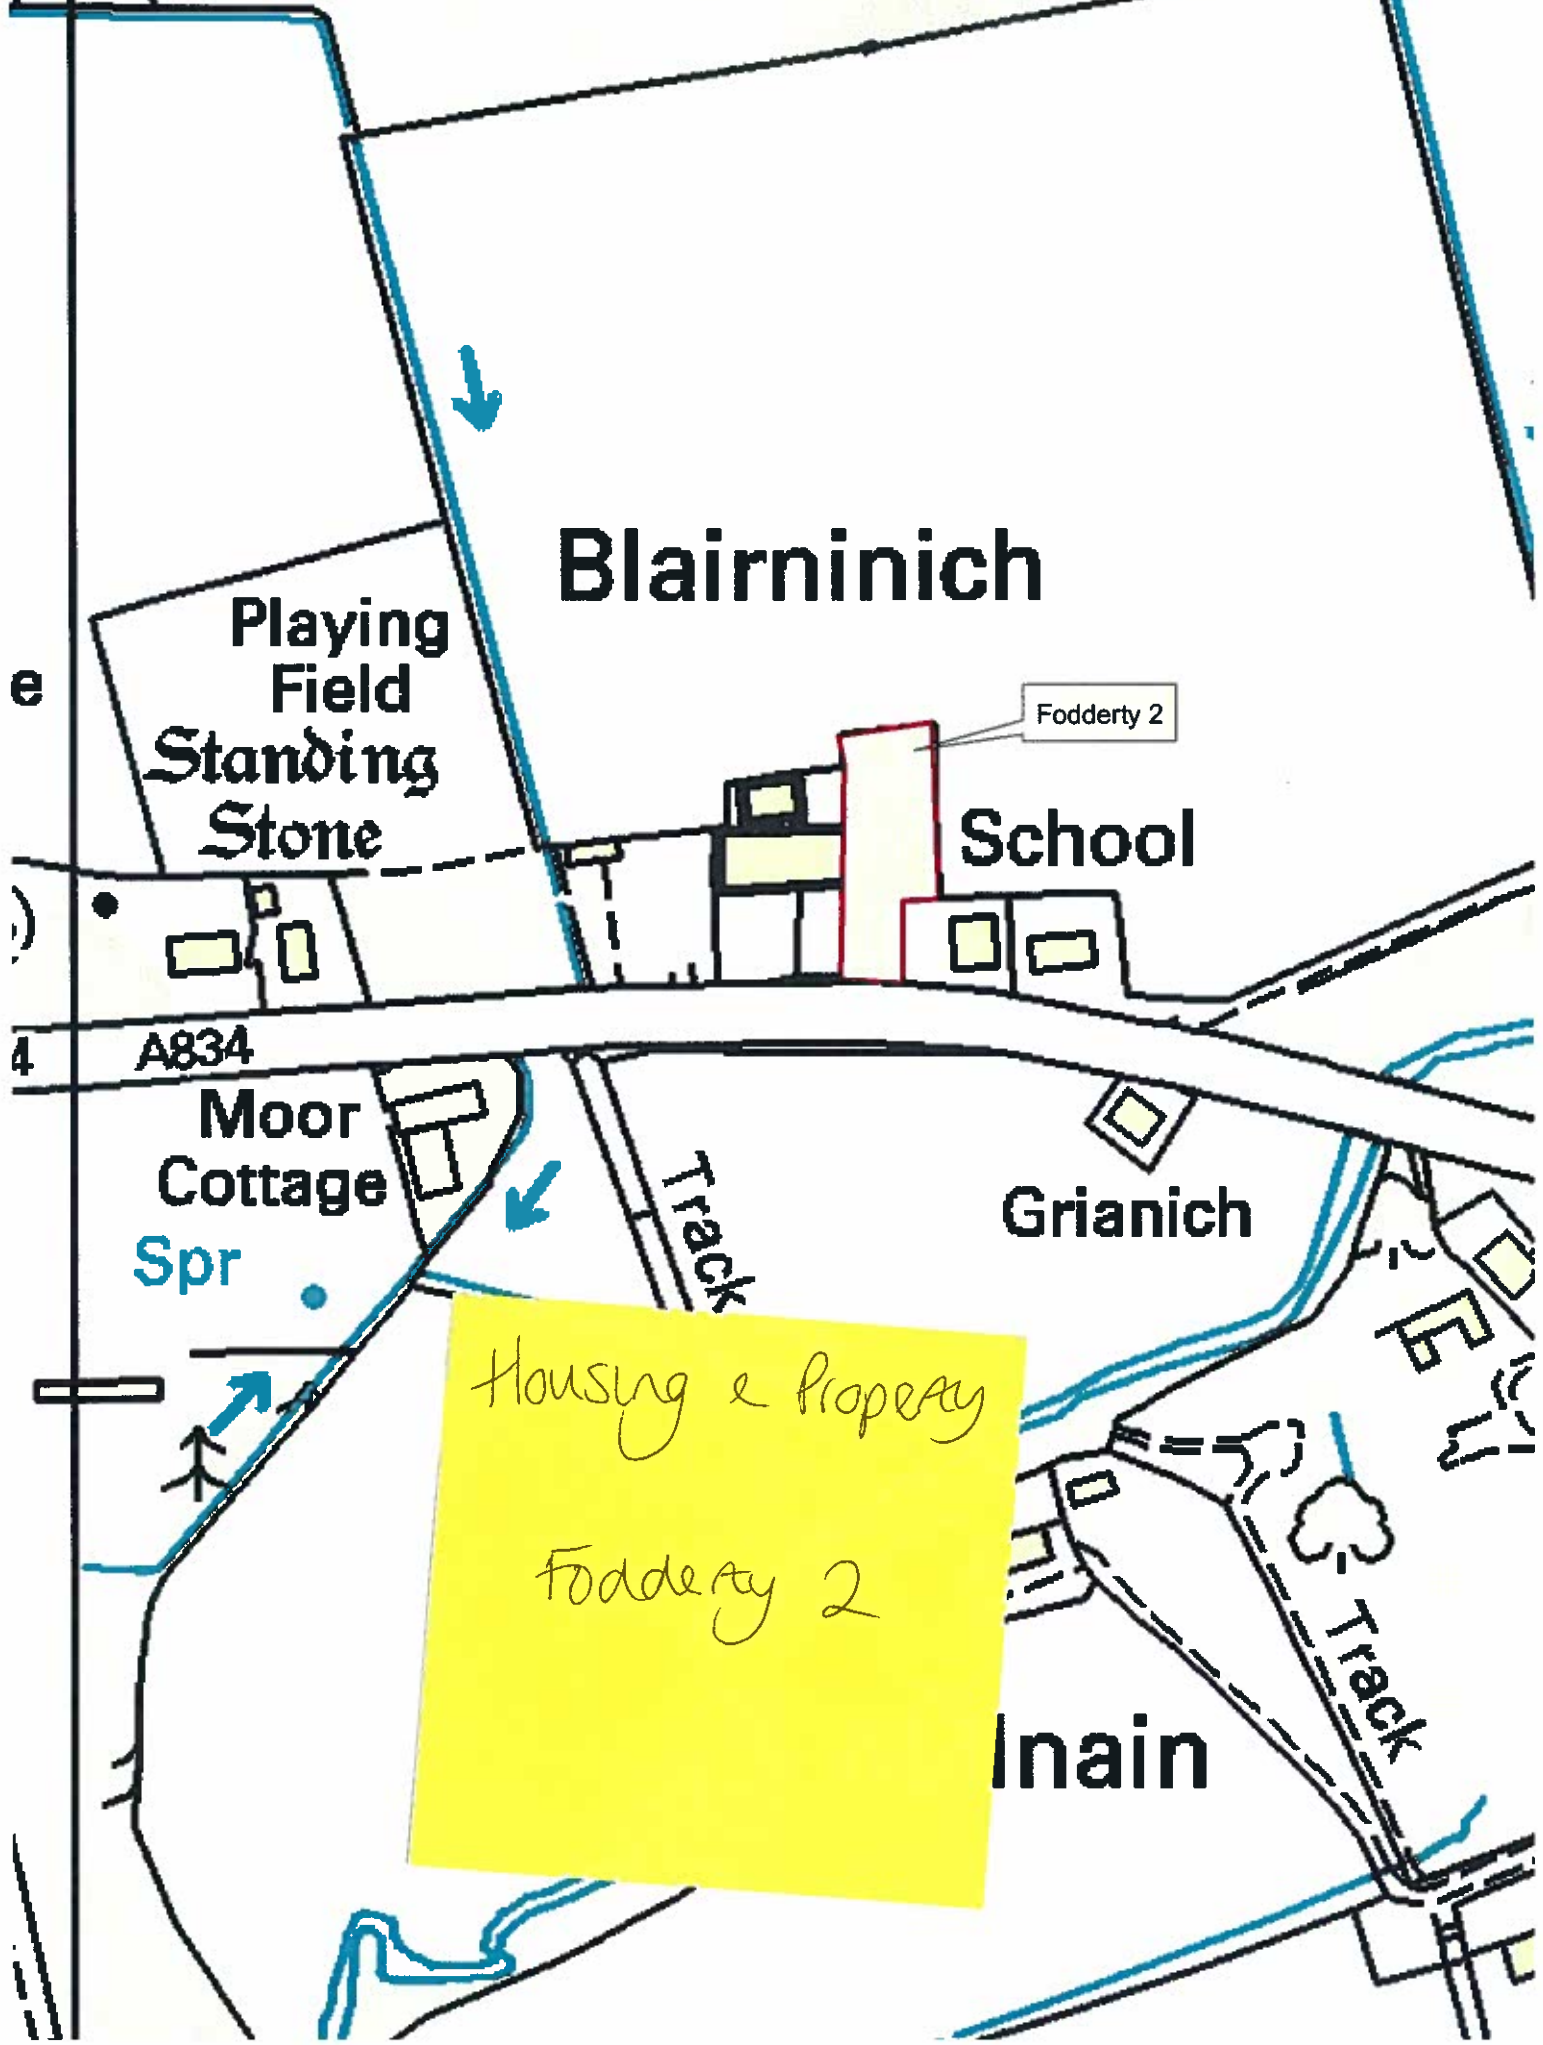 Blairninich
Playing
Field
e
Fodderty 2
Standing
Stone
School
)
4
A834
Moor
Cottage
Track
Grianich
Spr
Housing & Property
Fodderty 2
Track
Inain